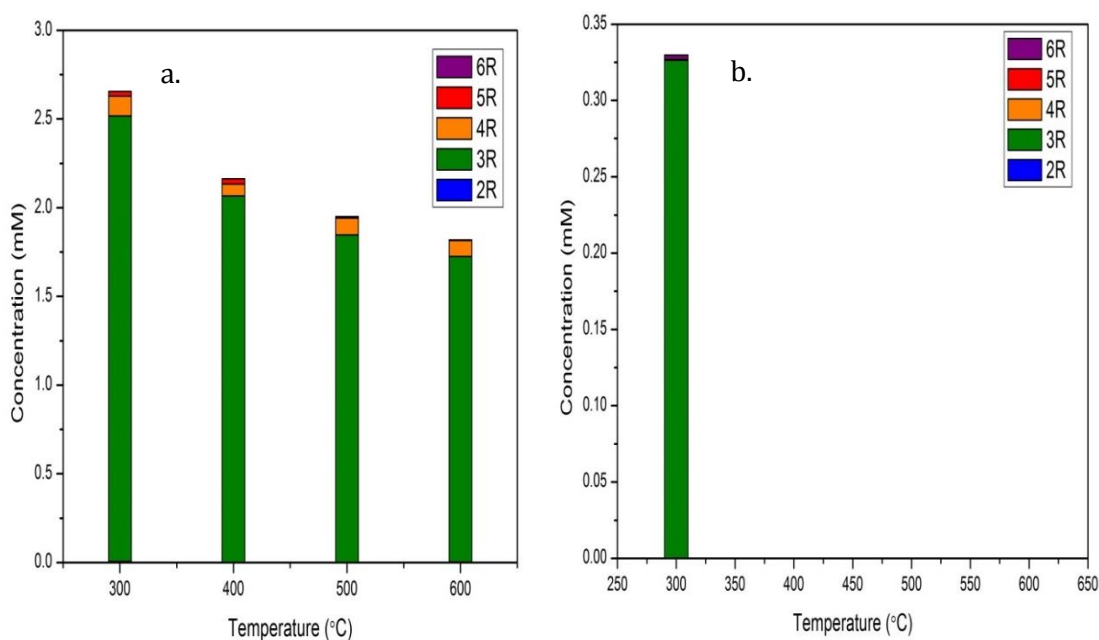 a.
6R
5R
4R
3R
2R
Concentration (mM)
3.0
2.5
2.0
1.5
1.0
0.5
0.0
300 400 500 600
Temperature (°C)
b.
6R
5R
4R
3R
2R
Concentration (mM)
0.35
0.30
0.25
0.20
0.15
0.10
0.05
0.00
250 300 350 400 450 500 550 600 650
Temperature (°C)